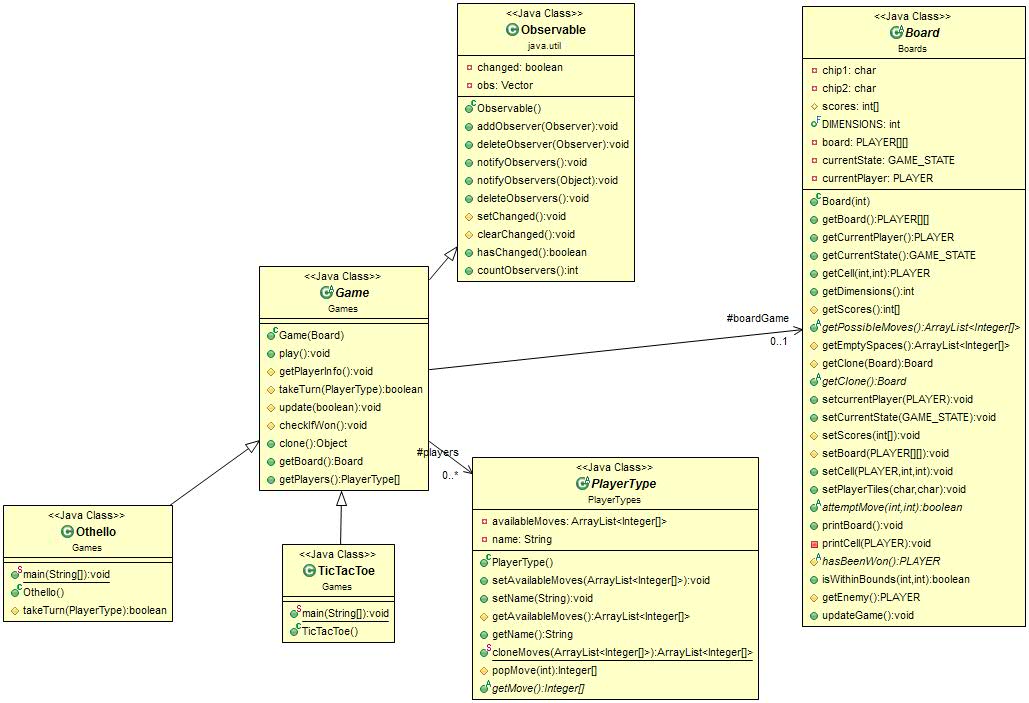 <<Java Class>>
Observable
java.util
changed: boolean
obs: Vector
Observable()
addObserver(Observer):void
deleteObserver(Observer):void
notifyObservers():void
notifyObservers(Object):void
deleteObservers():void
setChanged():void
clearChanged():void
hasChanged():boolean
countObservers():int
<<Java Class>>
Board
Boards
chip1: char
chip2: char
scores: int[]
DIMENSIONS: int
board: PLAYER[][]
currentState: GAME_STATE
currentPlayer: PLAYER
Board(int)
getBoard():PLAYER[][]
getCurrentPlayer():PLAYER
getCurrentState():GAME_STATE
getCell(int,int):PLAYER
getDimensions():int
getScores():int[]
getPossibleMoves():ArrayList<Integer[]>
getEmptySpaces():ArrayList<Integer[]>
getClone(Board):Board
getClone():Board
setcurrentPlayer(PLAYER):void
setCurrentState(GAME_STATE):void
setScores(int[]):void
setBoard(PLAYER[][]):void
setCell(PLAYER,int,int):void
setPlayerTiles(char,char):void
attemptMove(int,int):boolean
printBoard():void
printCell(PLAYER):void
hasBeenWon():PLAYER
isWithinBounds(int,int):boolean
getEnemy():PLAYER
updateGame():void
<<Java Class>>
Game
Games
Game(Board)
play():void
getPlayerInfo():void
takeTurn(PlayerType):boolean
update(boolean):void
checkIfWon():void
clone():Object
getBoard():Board
getPlayers():PlayerType[]
#boardGame
0..1
#players
0..*
<<Java Class>>
PlayerType
PlayerTypes
availableMoves: ArrayList<Integer[]>
name: String
PlayerType()
setAvailableMoves(ArrayList<Integer[]>):void
setName(String):void
getAvailableMoves():ArrayList<Integer[]>
getName():String
cloneMoves(ArrayList<Integer[]>):ArrayList<Integer[]>
popMove(int):Integer[]
getMove():Integer[]
<<Java Class>>
Othello
Games
main(String[]):void
Othello()
takeTurn(PlayerType):boolean
<<Java Class>>
TicTacToe
Games
main(String[]):void
TicTacToe()